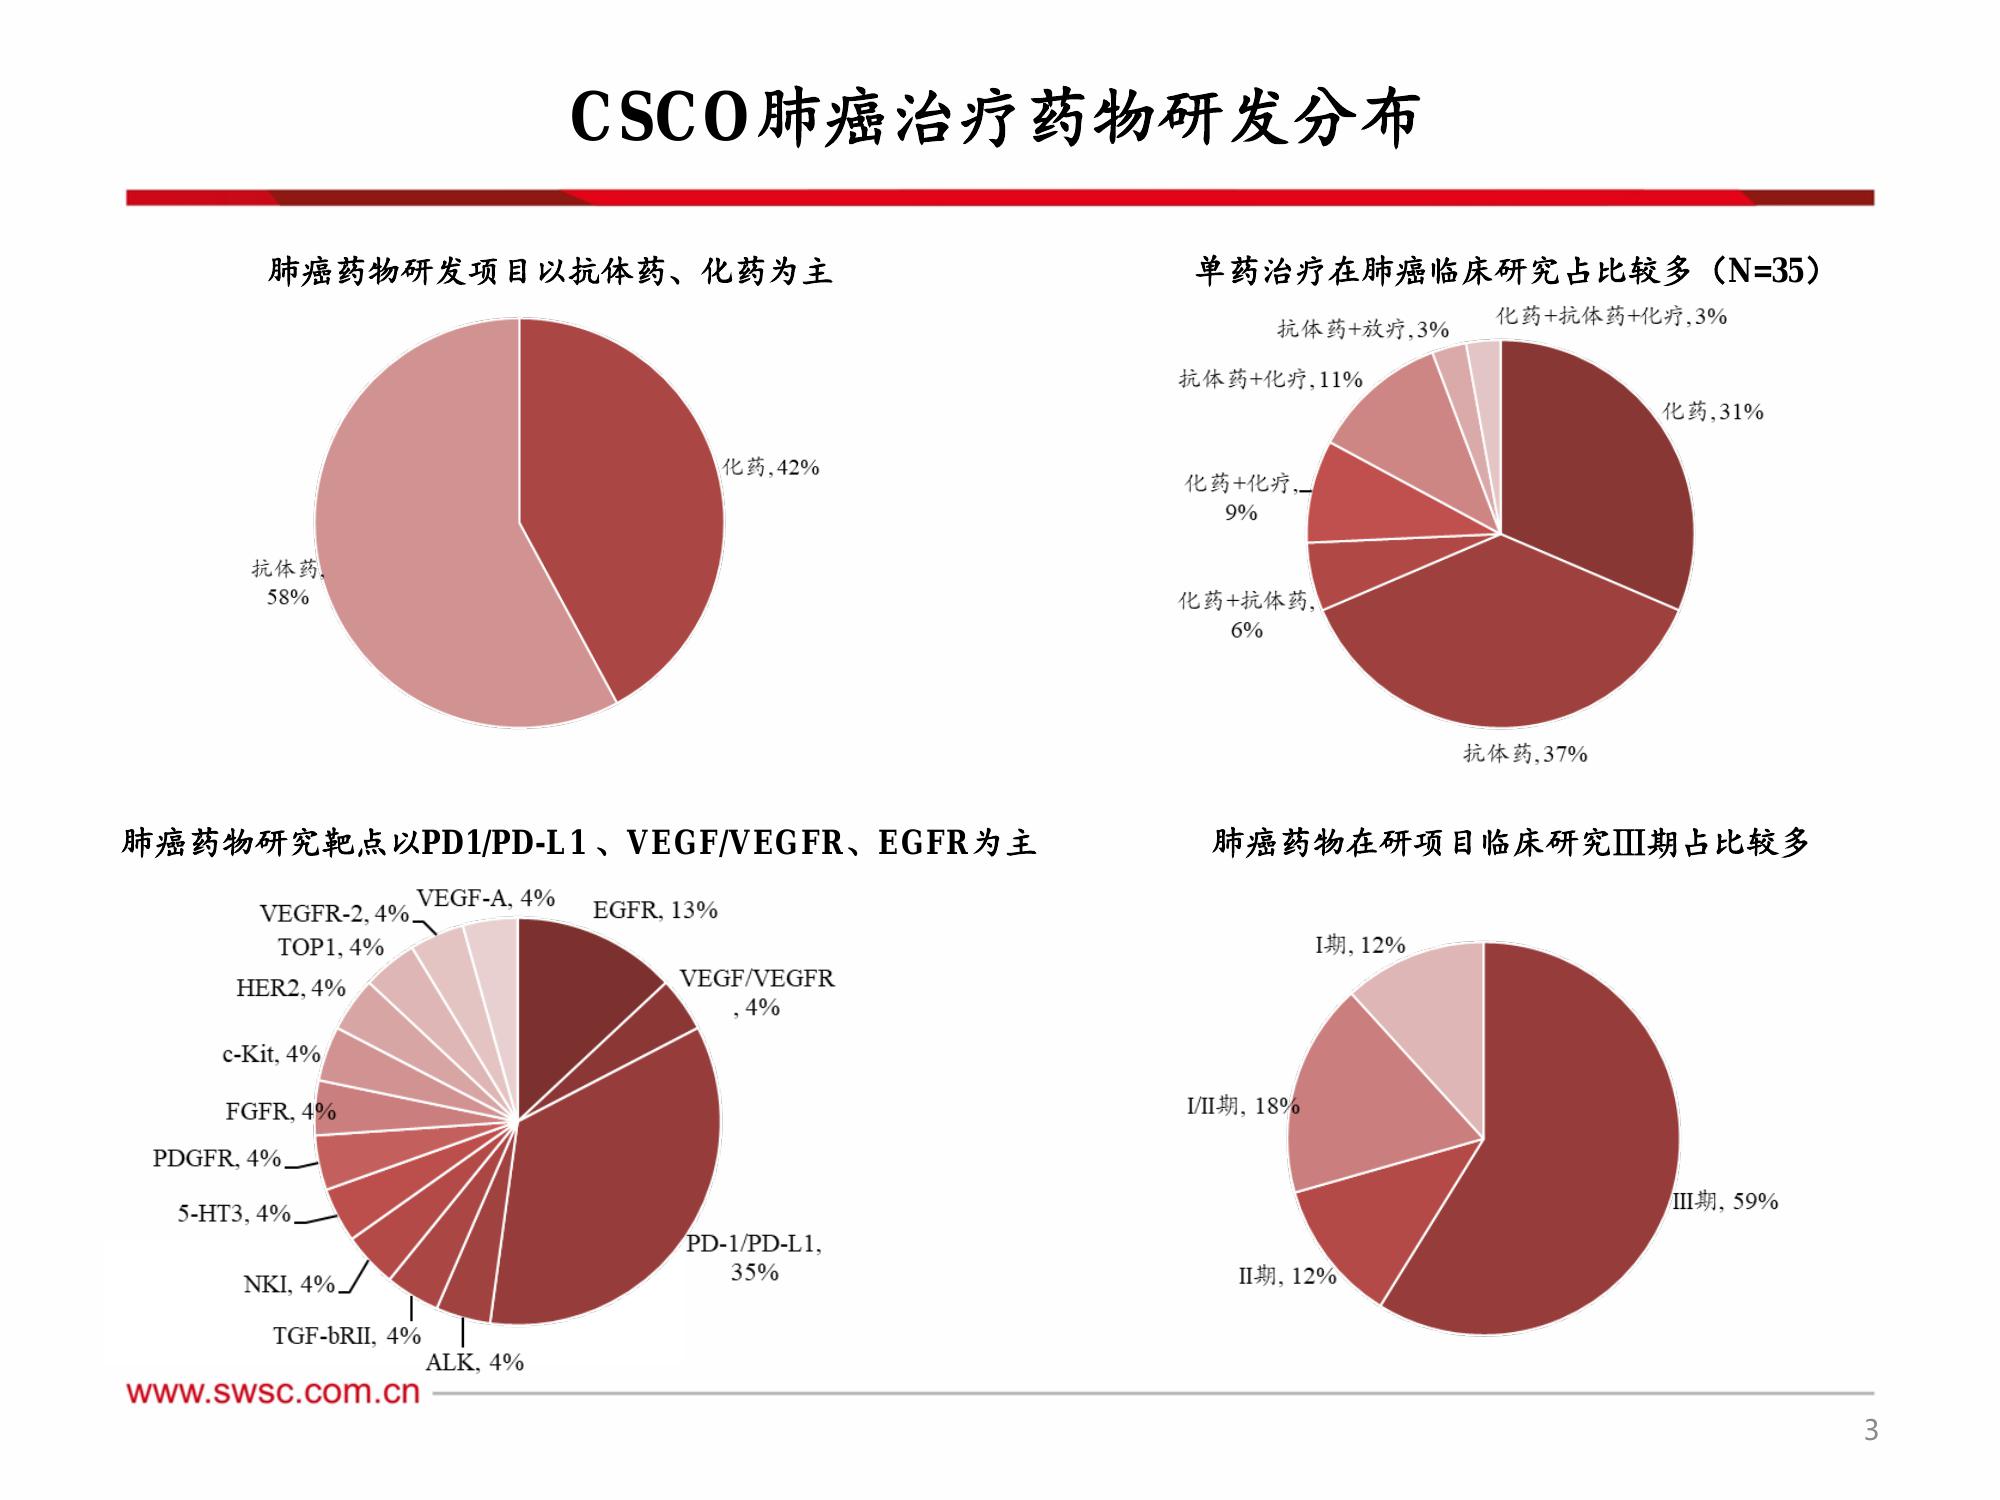 CSCO肺癌治疗药物研发分布
肺癌药物研发项目以抗体药、化药为主
化药,42%
抗体药,
58%
单药治疗在肺癌临床研究占比较多（N=35）
化药+抗体药+化疗,3%
抗体药+放疗,3%
抗体药+化疗,11%
化药,31%
化药+化疗,
9%
化药+抗体药,
6%
抗体药,37%
肺癌药物研究靶点以PD1/PD-L1、VEGF/VEGFR、EGFR为主
VEGF-A, 4%
EGFR, 13%
VEGFR-2, 4%
TOP1, 4%
VEGF/VEGFR
, 4%
HER2, 4%
c-Kit, 4%
FGFR, 4%
PDGFR, 4%
5-HT3, 4%
PD-1/PD-L1,
35%
NKI, 4%
TGF-bRII, 4%
ALK, 4%
肺癌药物在研项目临床研究III期占比较多
I期, 12%
I/II期, 18%
III期, 59%
II期, 12%
www.swsc.com.cn
3